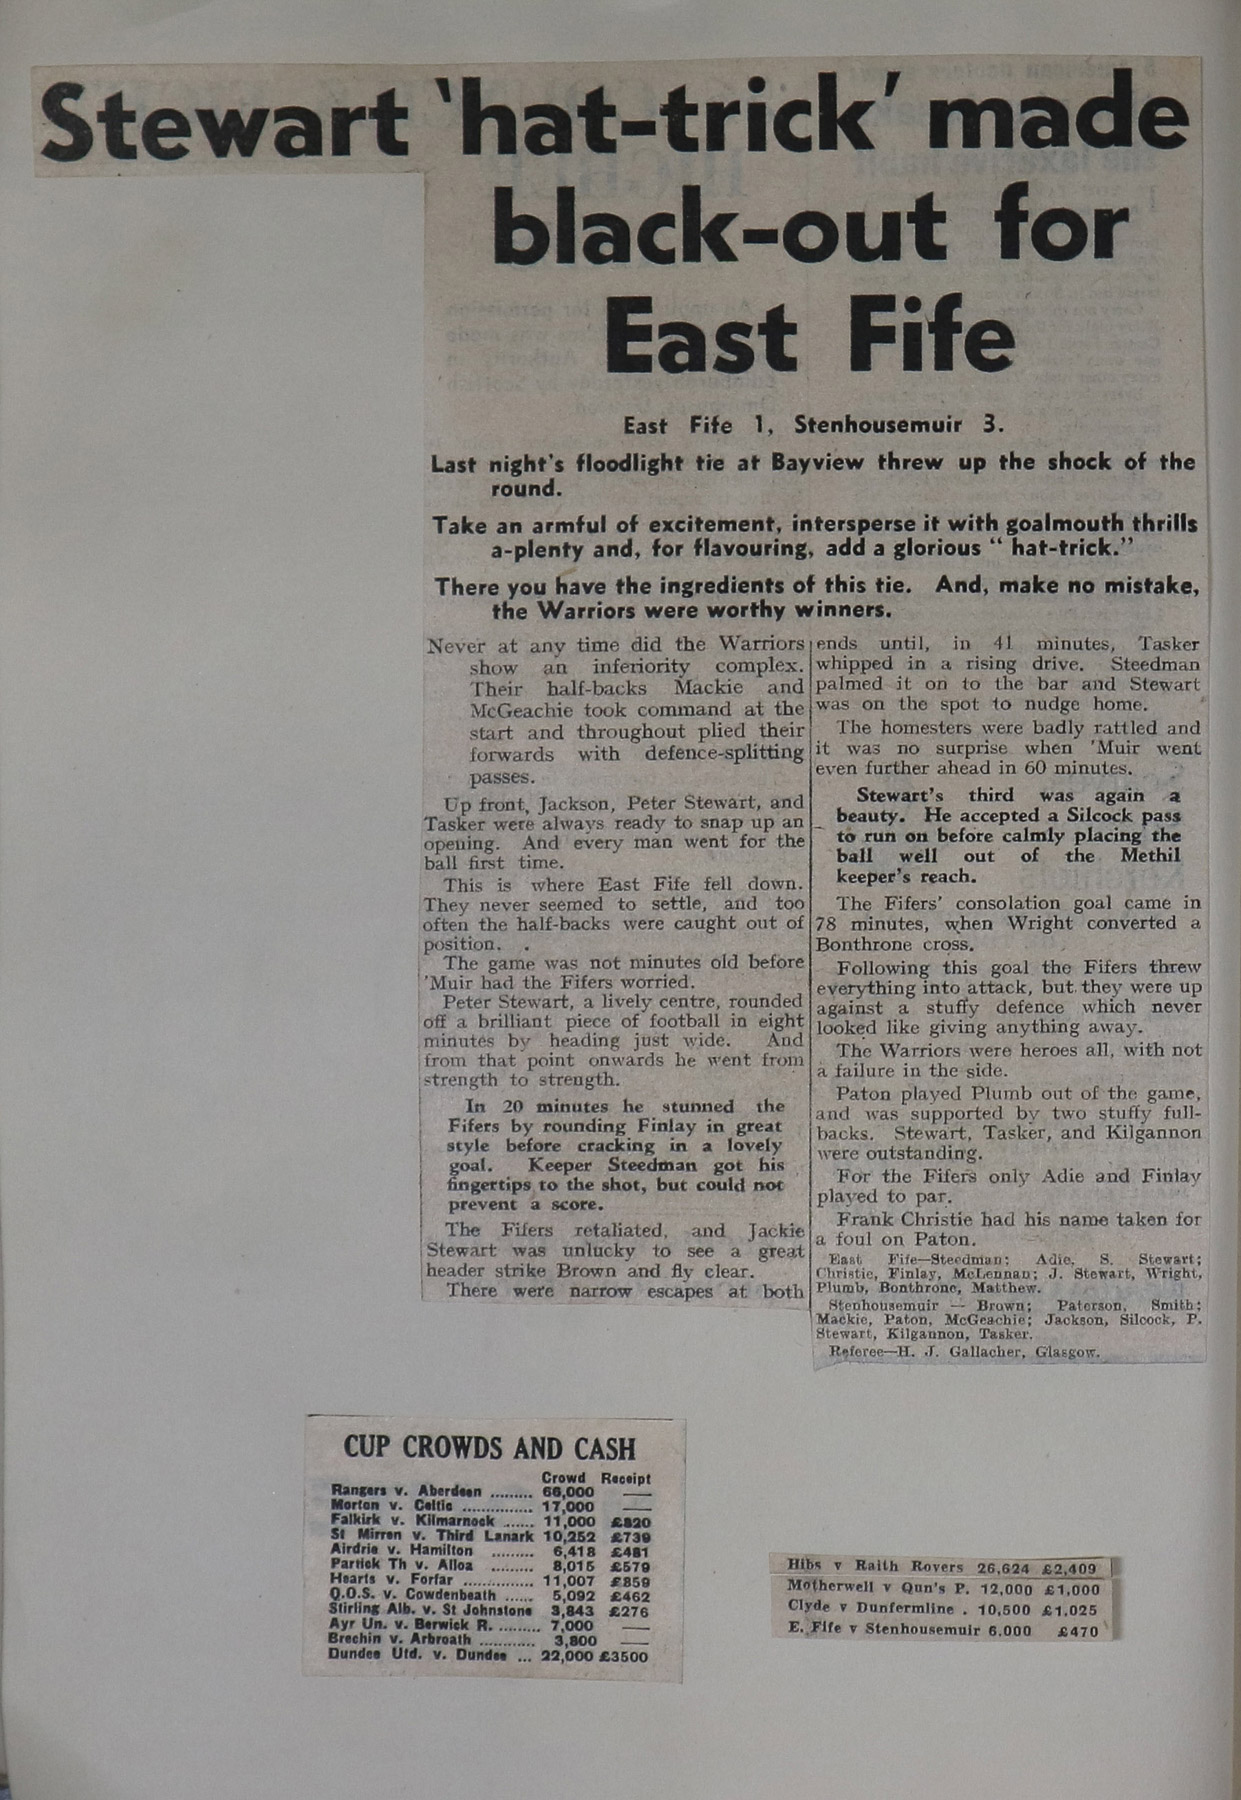 Stewart 'hat-trick' made
black-out for
East Fife
East Fife 1, Stenhousemuir 3.
Last night's floodlight tie at Bayview threw up the shock of the
round.
Take an armful of excitement, intersperse it with goalmouth thrills
a-plenty and, for flavouring, add a glorious "hat-trick."
There you have the ingredients of this tie. And, make no mistake,
the Warriors were worthy winners.
Never at any time did the Warriors
show an inferiority complex.
Their half-backs Mackie and
McGeachie took command at the
start and throughout plied their
forwards with defence-splitting
passes.
Up front, Jackson, Peter Stewart, and
Tasker were always ready to snap up an
opening. And every man went for the
ball first time.
This is where East Fife fell down.
They never seemed to settle, and too
often the half-backs were caught out of
position.
The game was not minutes old before
'Muir had the Fifers worried.
Peter Stewart, a lively centre, rounded
off a brilliant piece of football in eight
minutes by heading just wide. And
from that point onwards he went from
strength to strength.
In 20 minutes he stunned the
Fifers by rounding Finlay in great
style before cracking in a lovely
goal. Keeper Steedman got his
fingertips to the shot, but could not
prevent a score.
The Fifers retaliated, and Jackie
Stewart was unlucky to see a great
header strike Brown and fly clear.
There were narrow escapes at both
ends until, in 41 minutes, Tasker
whipped in a rising drive. Steedman
palmed it on to the bar and Stewart
was on the spot to nudge home.
The homesters were badly rattled and
it was no surprise when 'Muir went
even further ahead in 60 minutes.
Stewart's third was again a
beauty. He accepted a Silcock pass
to run on before calmly placing the
ball well out of the Methil
keeper's reach.
The Fifers' consolation goal came in
78 minutes, when Wright converted a
Bonthrone cross.
Following this goal the Fifers threw
everything into attack, but they were up
against a stuffy defence which never
looked like giving anything away.
The Warriors were heroes all, with not
a failure in the side.
Paton played Plumb out of the game,
and was supported by two stuffy full-
backs. Stewart, Tasker, and Kilgannon
were outstanding.
For the Fifers only Adie and Finlay
played to par.
Frank Christie had his name taken for
a foul on Paton.
East Fife—Steedman; Adie, S. Stewart;
Christie, Finlay, McLennan; J. Stewart, Wright,
Plumb, Bonthrone, Matthew.
Stenhousemuir — Brown; Paterson, Smith;
Mackie, Paton, McGeachie; Jackson, Silcock, P.
Stewart, Kilgannon, Tasker.
Referee—H. J. Gallacher, Glasgow.
CUP CROWDS AND CASH
Crowd Receipt
Rangers v. Aberdeen ......... 66,000 —
Morton v. Celtic .............. 17,000 —
Falkirk v. Kilmarnock ...... 11,000 £820
St Mirren v. Third Lanark 10,252 £739
Airdrie v. Hamilton ......... 6,418 £481
Partick Th v. Alloa ......... 8,015 £579
Hearts v. Forfar .............. 11,007 £859
Q.O.S. v. Cowdenbeath ...... 5,092 £462
Stirling Alb. v. St Johnstone 3,843 £276
Ayr Un. v. Berwick R. ......... 7,000 —
Brechin v. Arbroath ............ 3,800 —
Dundee Utd. v. Dundee ... 22,000 £3500
Hibs v Raith Rovers 26,624 £2,409
Motherwell v Qun's P. 12,000 £1,000
Clyde v Dunfermline . 10,500 £1,025
E. Fife v Stenhousemuir 6,000 £470